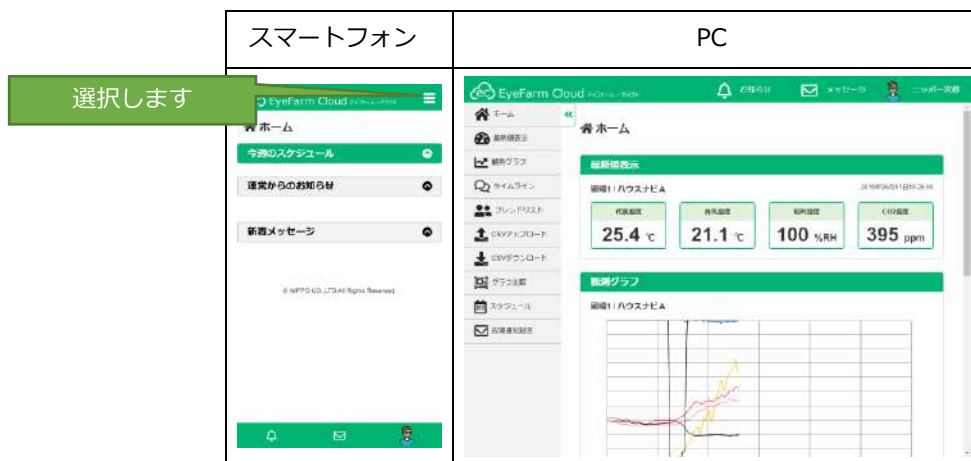 スマートフォン
PC
選択します
EyeFarm Cloud
ホーム
今週のスケジュール
運営からのお知らせ
新着メッセージ
EyeFarm Cloud
お知らせ
メッセージ
ホーム
最新値表示
観測グラフ
タイムライン
フレンドリスト
CSVアップロード
CSVダウンロード
グラフ比較
スケジュール
ホーム
最新値表示
圃場1 / ハウスナビA
25.4 ℃
21.1 ℃
100 %RH
395 ppm
観測グラフ
圃場1 / ハウスナビA